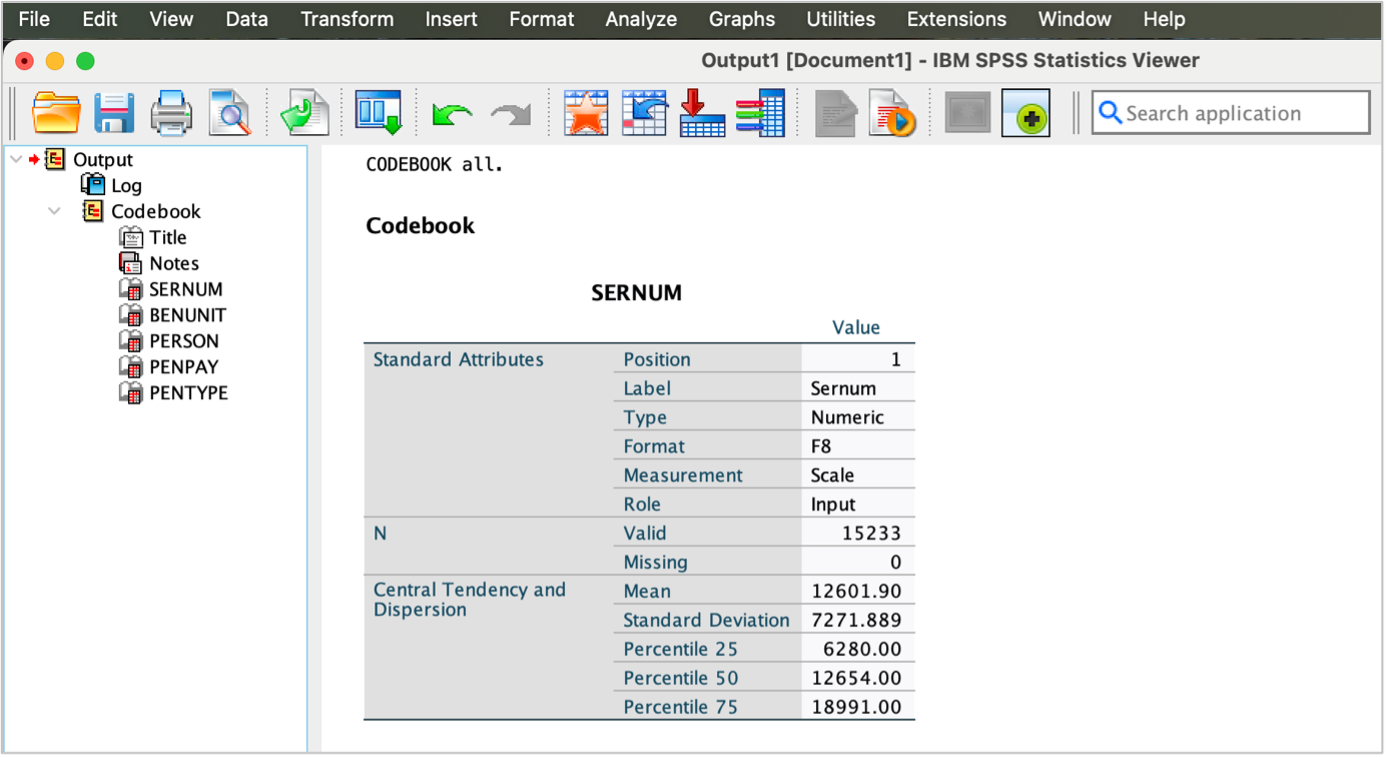 File Edit View Data Transform Insert Format Analyze Graphs Utilities Extensions Window Help
Output1 [Document1] - IBM SPSS Statistics Viewer
Search application
Output
Log
Codebook
Title
Notes
SERNUM
BENUNIT
PERSON
PENPAY
PENTYPE
CODEBOOK all.
Codebook
SERNUM
Value
Standard Attributes Position 1
Label Sernum
Type Numeric
Format F8
Measurement Scale
Role Input
N Valid 15233
Missing 0
Central Tendency and Mean 12601.90
Dispersion
Standard Deviation 7271.889
Percentile 25 6280.00
Percentile 50 12654.00
Percentile 75 18991.00